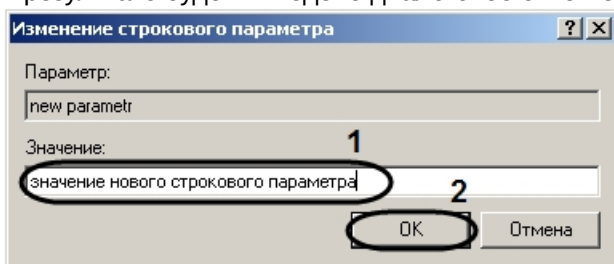 Изменение строкового параметра ? ×
Параметр:
new parametr
Значение: 1
значение нового строкового параметра
2
OK Отмена